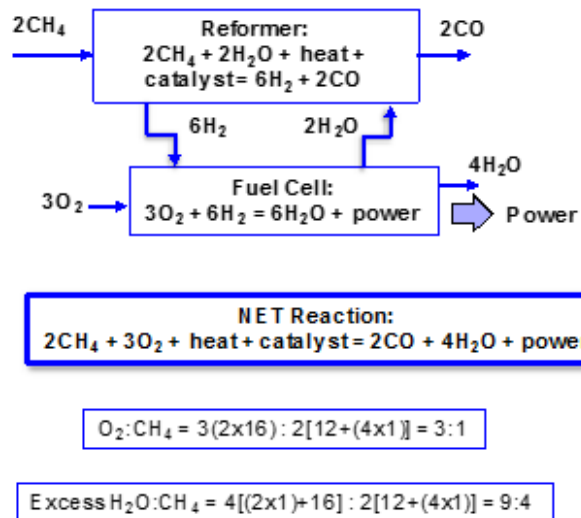 2CH₄
Reformer:
2CH₄ + 2H₂O + heat +
catalyst = 6H₂ + 2CO
2CO
6H₂
2H₂O
3O₂
Fuel Cell:
3O₂ + 6H₂ = 6H₂O + power
4H₂O
Power
NET Reaction:
2CH₄ + 3O₂ + heat + catalyst = 2CO + 4H₂O + power
O₂:CH₄ = 3(2x16) : 2[12+(4x1)] = 3:1
Excess H₂O:CH₄ = 4[(2x1)+16] : 2[12+(4x1)] = 9:4